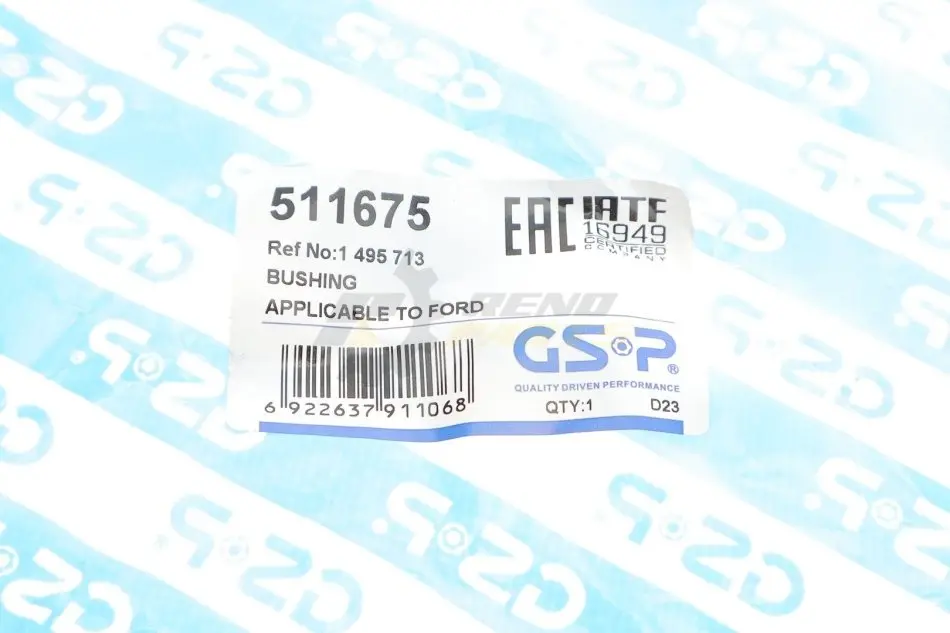 511675
Ref No:1 495 713
BUSHING
APPLICABLE TO FORD
EAC
IATF
16949
CERTIFIED
COMPANY
RENO
GSP®
QUALITY DRIVEN PERFORMANCE
6 922637 911068
QTY:1
D23